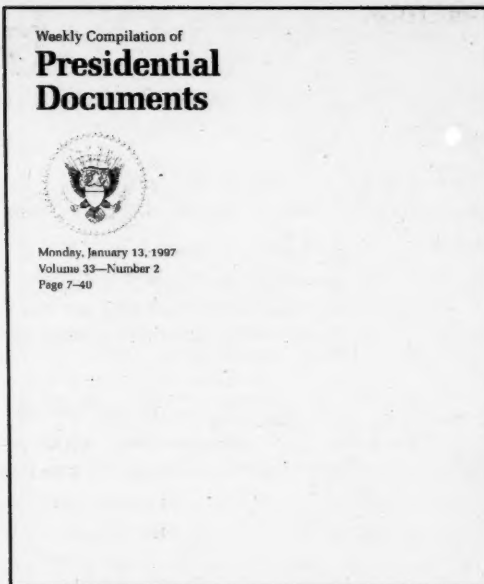 Weekly Compilation of
Presidential
Documents
Monday, January 13, 1997
Volume 33—Number 2
Page 7–40